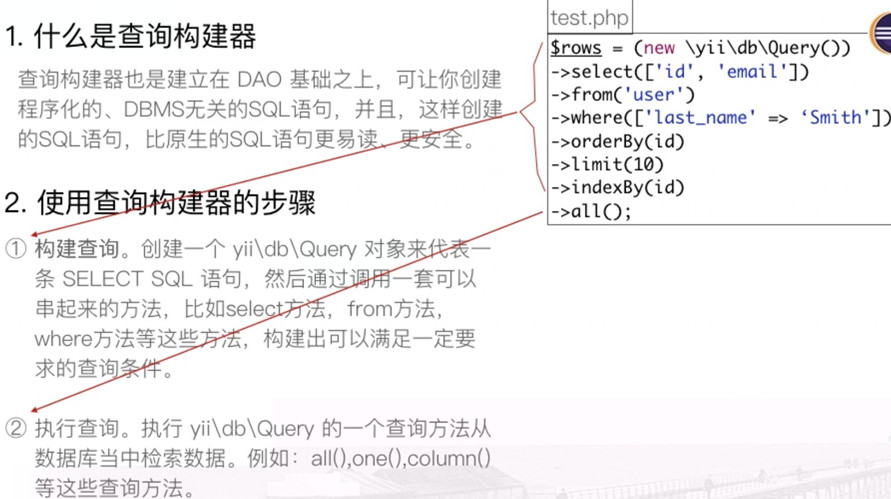 1. 什么是查询构建器
查询构建器也是建立在 DAO 基础之上，可让你创建
程序化的、DBMS无关的SQL语句，并且，这样创建
的SQL语句，比原生的SQL语句更易读、更安全。
2. 使用查询构建器的步骤
① 构建查询。创建一个 yii\db\Query 对象来代表一
条 SELECT SQL 语句，然后通过调用一套可以
串起来的方法，比如select方法，from方法，
where方法等这些方法，构建出可以满足一定要
求的查询条件。
② 执行查询。执行 yii\db\Query 的一个查询方法从
数据库当中检索数据。例如：all(),one(),column()
等这些查询方法。
test.php
$rows = (new \yii\db\Query())
->select(['id', 'email'])
->from('user')
->where(['last_name' => ‘Smith'])
->orderBy(id)
->limit(10)
->indexBy(id)
->all();